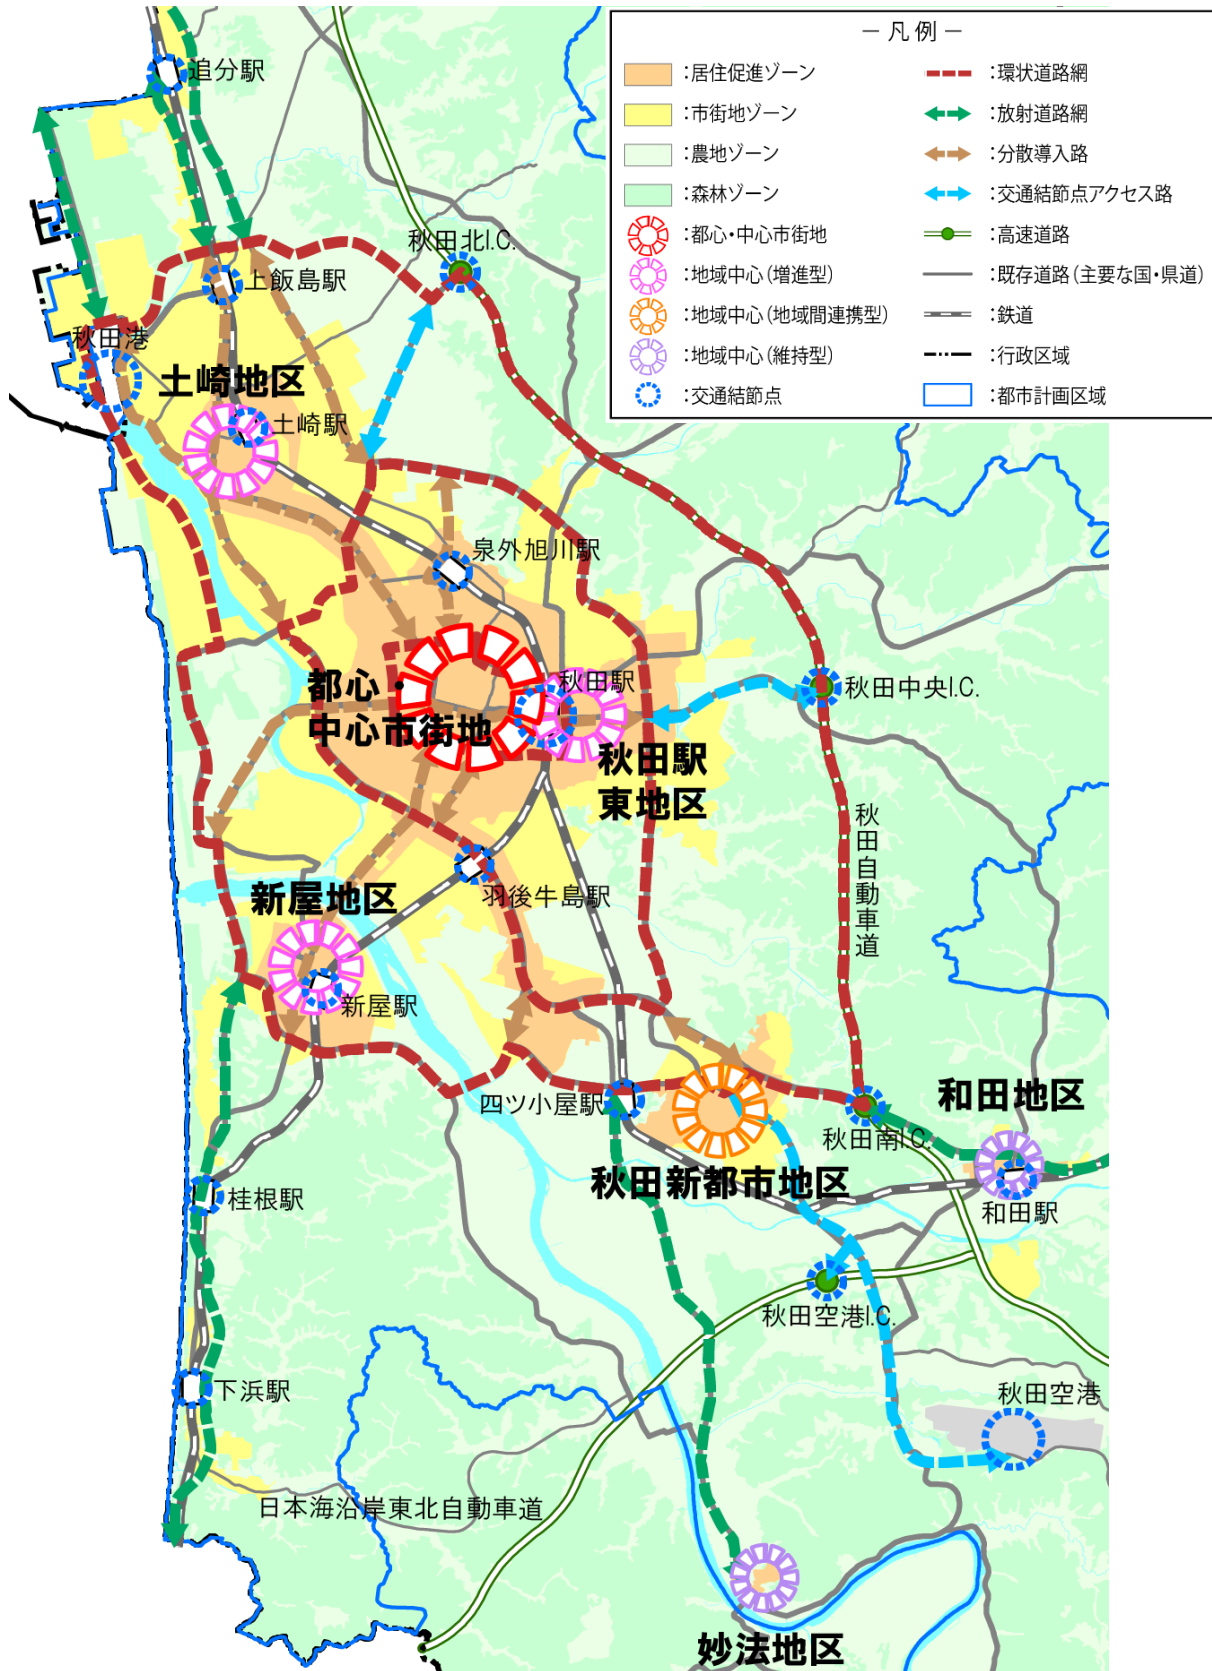 ― 凡例 ―
：居住促進ゾーン
：市街地ゾーン
：農地ゾーン
：森林ゾーン
：都心・中心市街地
：地域中心（増進型）
：地域中心（地域間連携型）
：地域中心（維持型）
：交通結節点
：環状道路網
：放射道路網
：分散導入路
：交通結節点アクセス路
：高速道路
：既存道路（主要な国・県道）
：鉄道
：行政区域
：都市計画区域
追分駅
秋田北I.C.
上飯島駅
秋田港
土崎地区
土崎駅
泉外旭川駅
秋田駅
都心・
中心市街地
秋田中央I.C.
秋田駅
東地区
秋田自動車道
羽後牛島駅
新屋地区
新屋駅
四ツ小屋駅
和田地区
秋田南I.C.
秋田新都市地区
桂根駅
和田駅
秋田空港I.C.
下浜駅
秋田空港
日本海沿岸東北自動車道
妙法地区